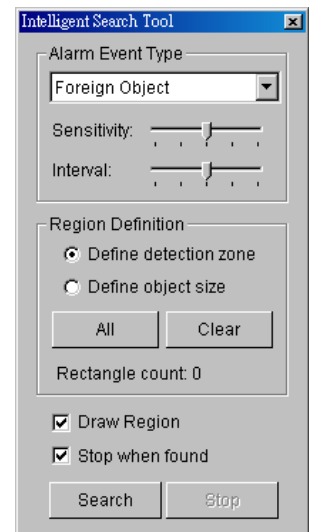 Intelligent Search Tool
Alarm Event Type
Foreign Object
Sensitivity:
Interval:
Region Definition
Define detection zone
Define object size
All Clear
Rectangle count: 0
Draw Region
Stop when found
Search Stop